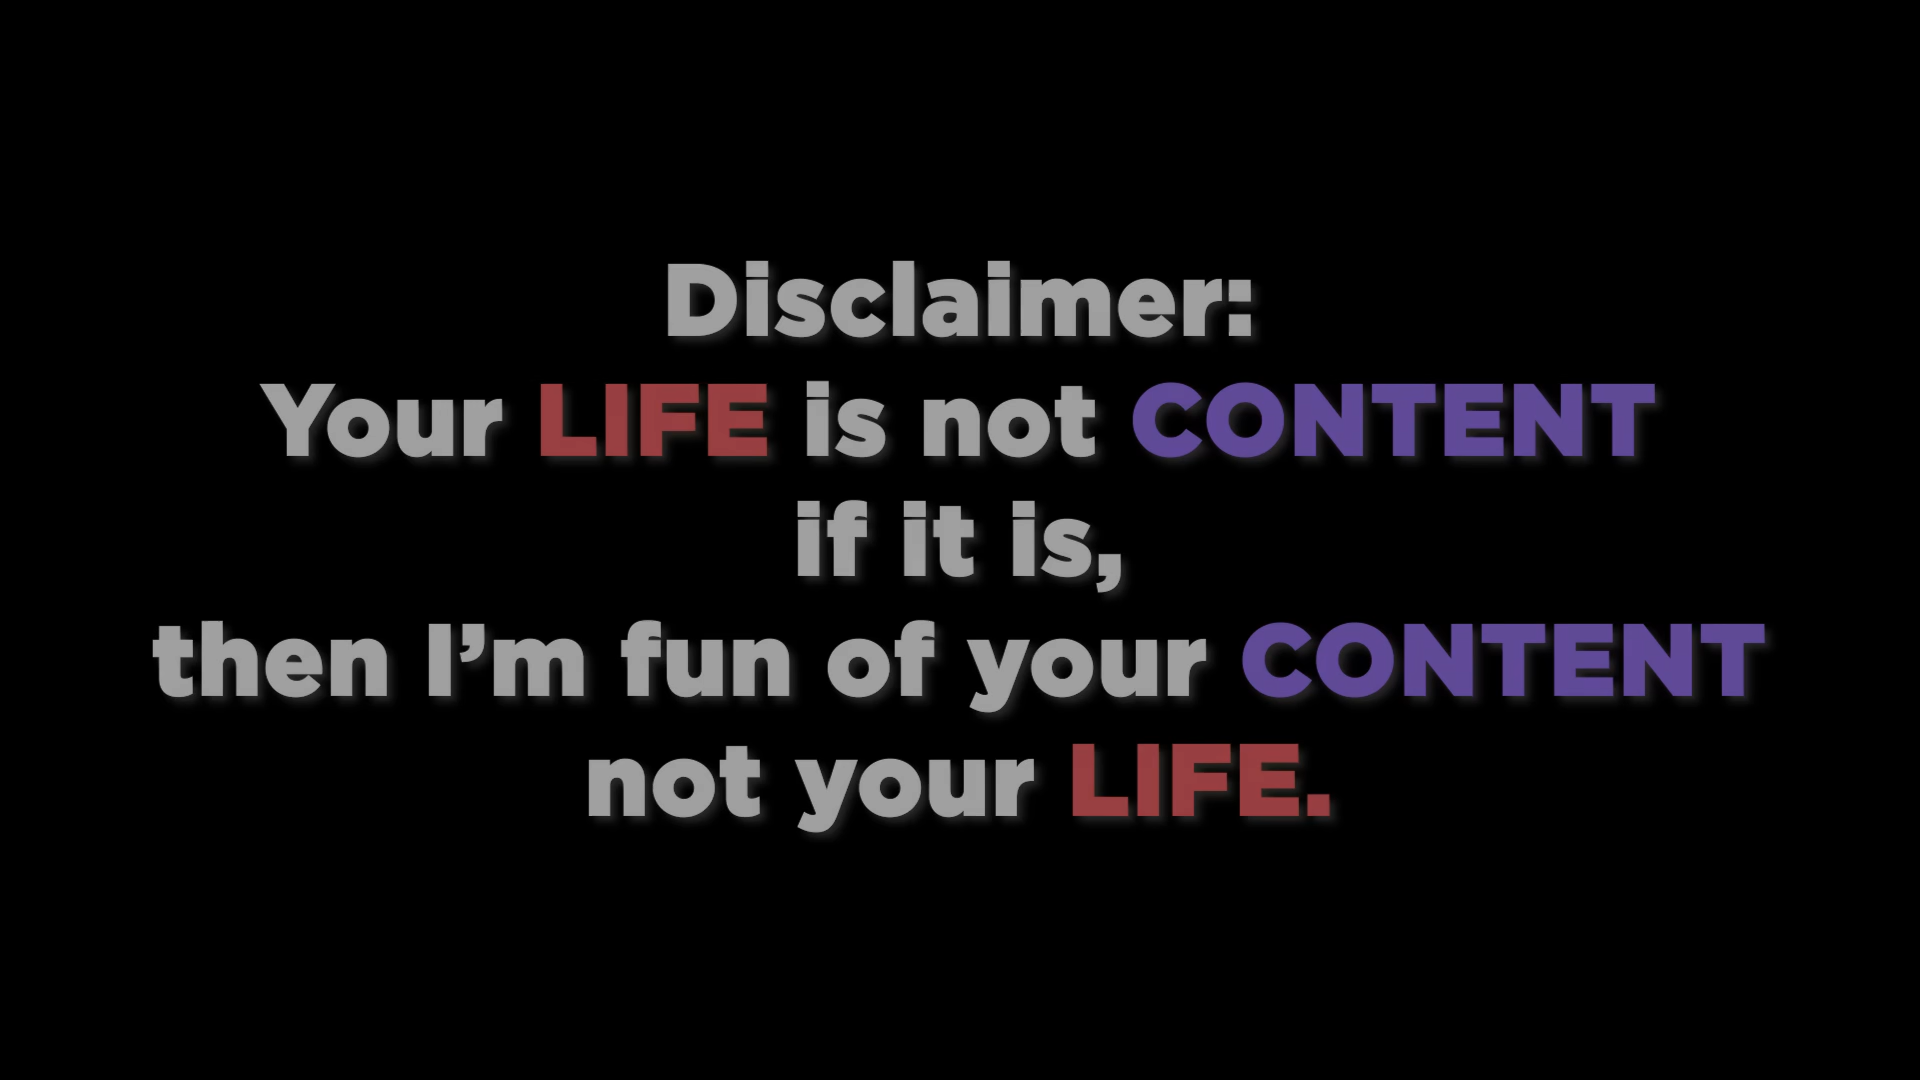 Disclaimer:
Your LIFE is not CONTENT
if it is,
then I’m fun of your CONTENT
not your LIFE.